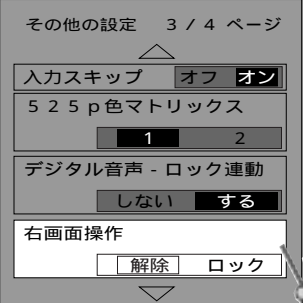 その他の設定　3／4 ページ
入力スキップ　オフ　オン
５２５ｐ色マトリックス
1　2
デジタル音声 - ロック連動
しない　する
右画面操作
解除　ロック